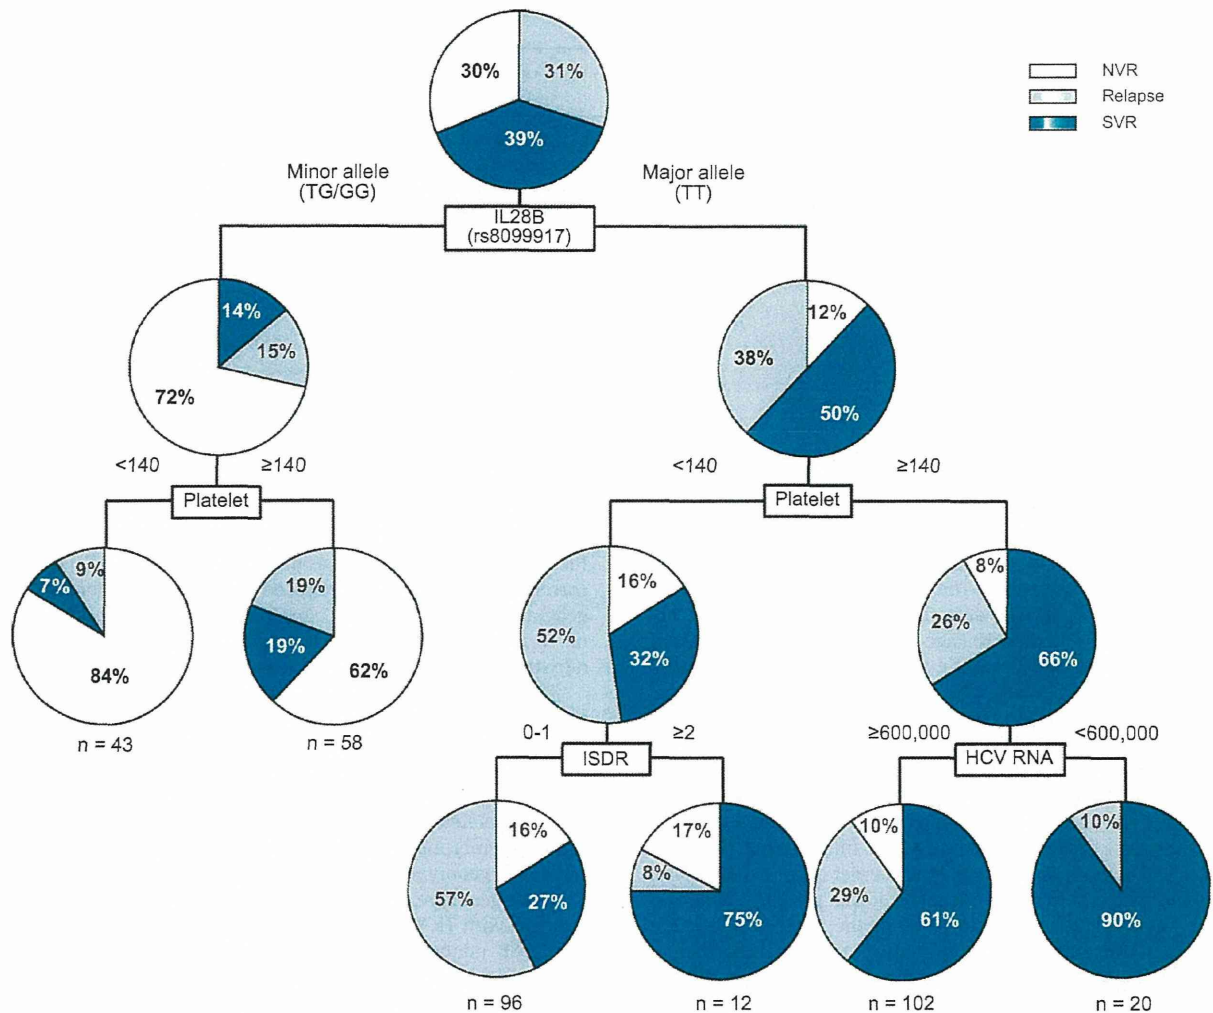 30%
31%
39%
NVR
Relapse
SVR
Minor allele
(TG/GG)
Major allele
(TT)
IL28B
(rs8099917)
14%
15%
72%
12%
38%
50%
<140
≥140
Platelet
<140
≥140
Platelet
9%
7%
84%
19%
19%
62%
16%
52%
32%
8%
26%
66%
n = 43
n = 58
0-1
≥2
ISDR
≥600,000
<600,000
HCV RNA
16%
57%
27%
17%
8%
75%
10%
29%
61%
10%
90%
n = 96
n = 12
n = 102
n = 20